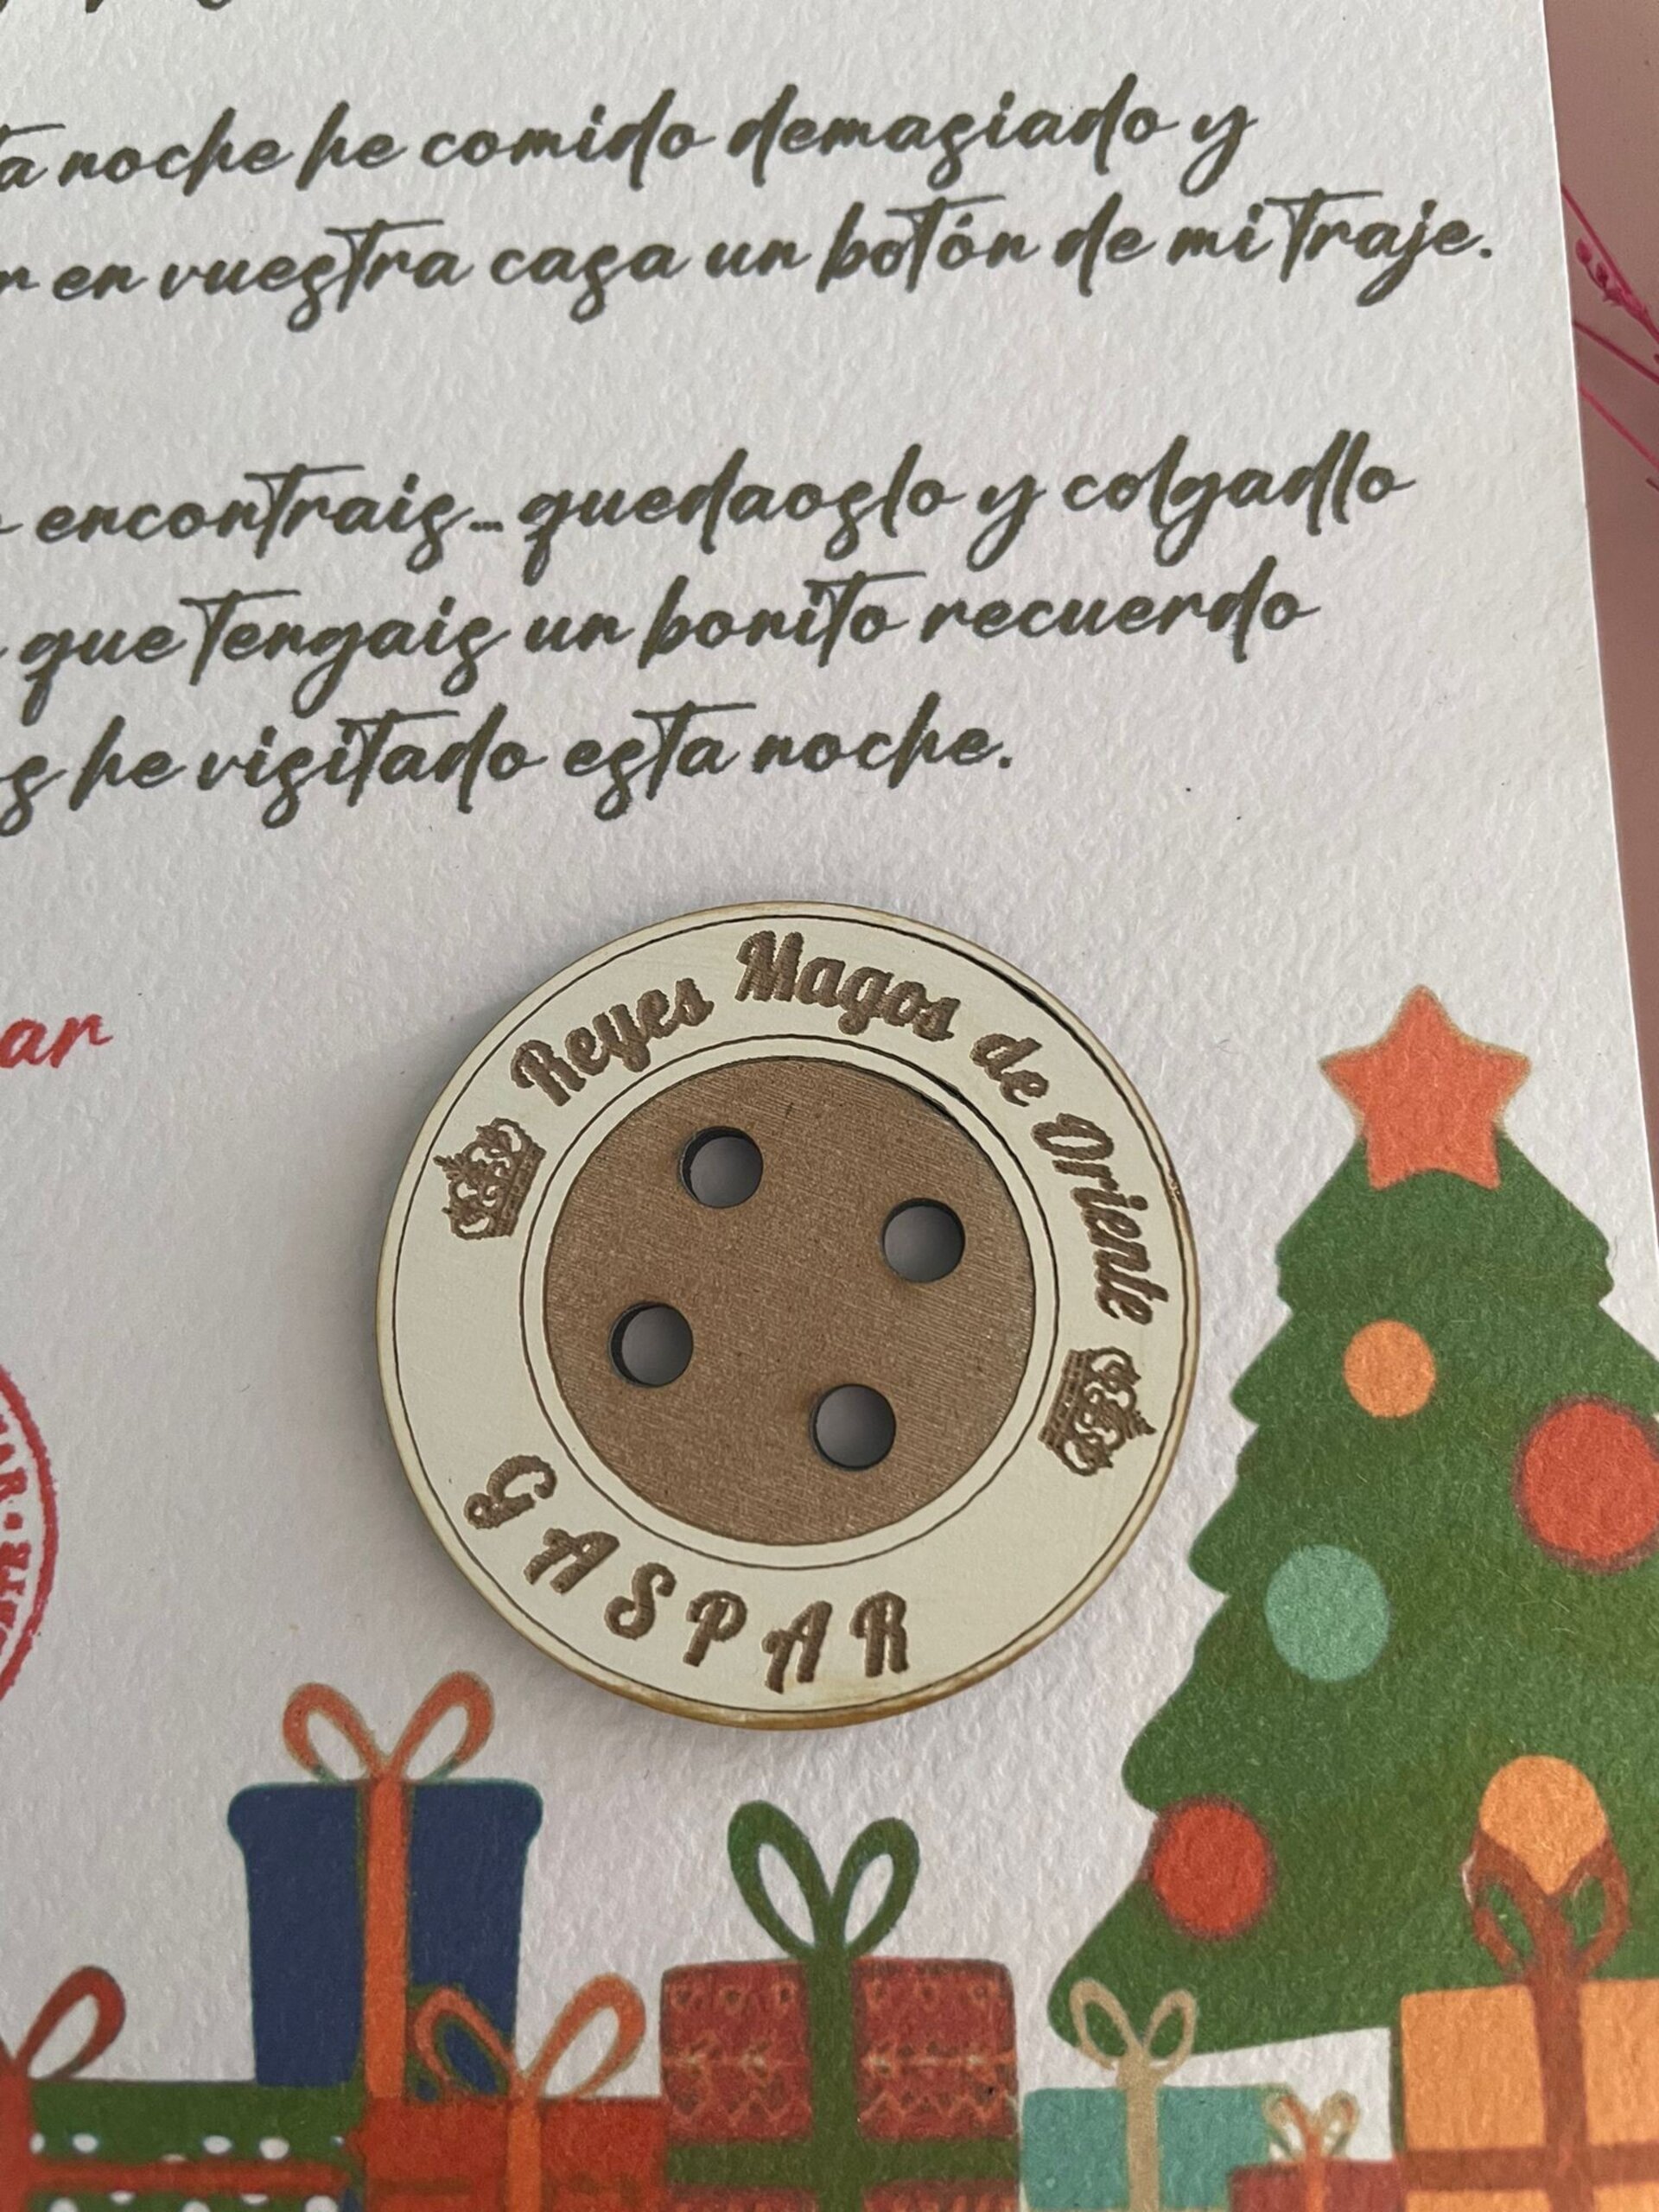 noche he comido demasiado y
en vuestra casa un botón de mi traje.
encontrais... quedaoslo y colgadlo
que tengais un bonito recuerdo
he visitado esta noche.
Reyes Magos de Oriente
GASPAR